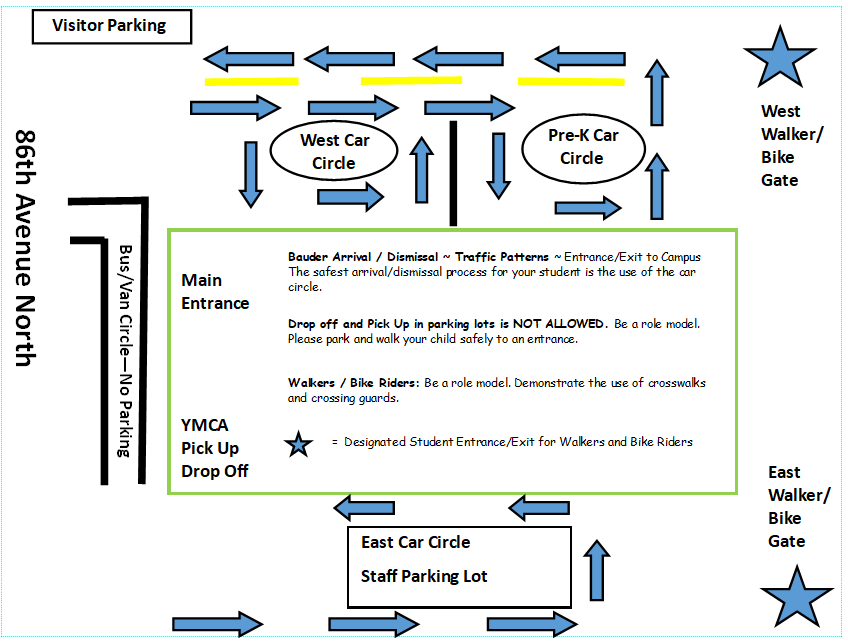 Visitor Parking
West Car
Circle
Pre-K Car
Circle
West
Walker/
Bike
Gate
86th Avenue North
Bus/Van Circle—No Parking
Main
Entrance
Bauder Arrival / Dismissal ~ Traffic Patterns ~ Entrance/Exit to Campus
The safest arrival/dismissal process for your student is the use of the car
circle.
Drop off and Pick Up in parking lots is NOT ALLOWED. Be a role model.
Please park and walk your child safely to an entrance.
Walkers / Bike Riders: Be a role model. Demonstrate the use of crosswalks
and crossing guards.
YMCA
Pick Up
Drop Off
= Designated Student Entrance/Exit for Walkers and Bike Riders
East
Walker/
Bike
Gate
East Car Circle
Staff Parking Lot